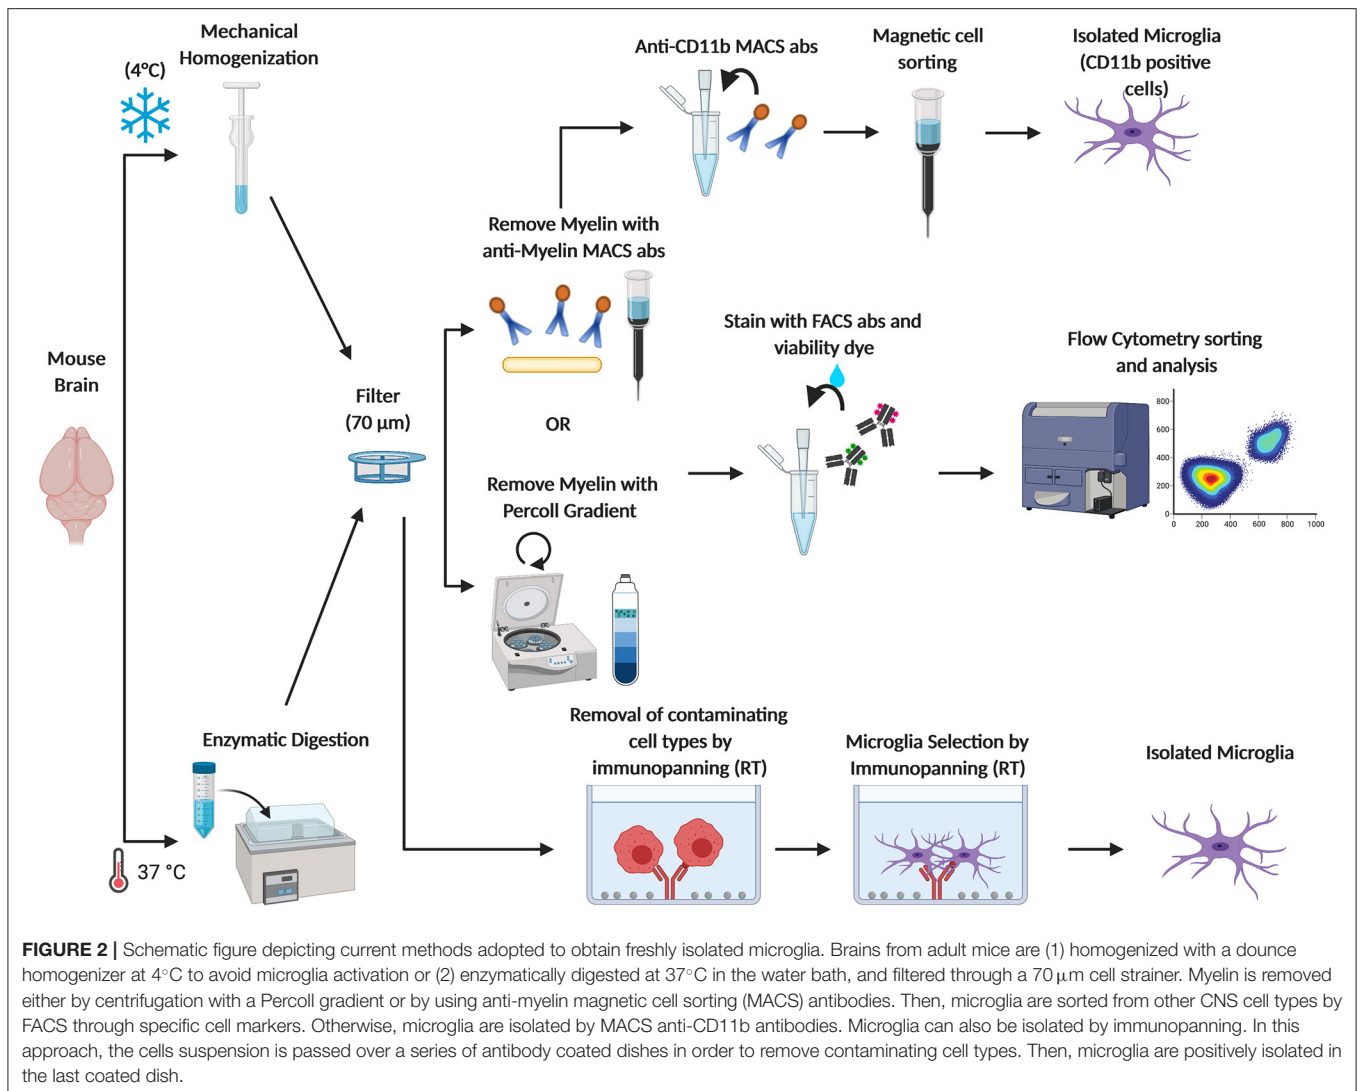 Mechanical
Homogenization
(4°C)
Anti-CD11b MACS abs
Magnetic cell
sorting
Isolated Microglia
(CD11b positive
cells)
Remove Myelin with
anti-Myelin MACS abs
Stain with FACS abs and
viability dye
Flow Cytometry sorting
and analysis
Mouse
Brain
Filter
(70 μm)
OR
800
600
400
200
0
0 200 400 600 800 1000
Remove Myelin with
Percoll Gradient
Enzymatic Digestion
37 °C
Removal of contaminating
cell types by
immunopanning (RT)
Microglia Selection by
Immunopanning (RT)
Isolated Microglia
FIGURE 2 | Schematic figure depicting current methods adopted to obtain freshly isolated microglia. Brains from adult mice are (1) homogenized with a dounce
homogenizer at 4°C to avoid microglia activation or (2) enzymatically digested at 37°C in the water bath, and filtered through a 70 μm cell strainer. Myelin is removed
either by centrifugation with a Percoll gradient or by using anti-myelin magnetic cell sorting (MACS) antibodies. Then, microglia are sorted from other CNS cell types by
FACS through specific cell markers. Otherwise, microglia are isolated by MACS anti-CD11b antibodies. Microglia can also be isolated by immunopanning. In this
approach, the cells suspension is passed over a series of antibody coated dishes in order to remove contaminating cell types. Then, microglia are positively isolated in
the last coated dish.